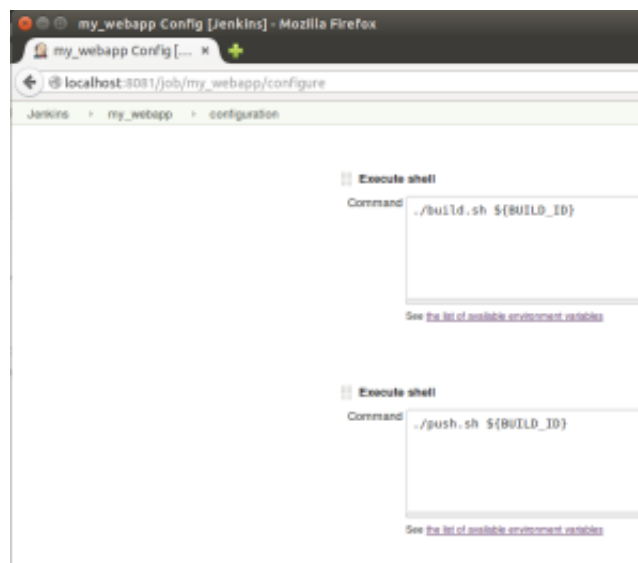 my_webapp Config [Jenkins] - Mozilla Firefox
my_webapp Config [... ×
localhost:8081/job/my_webapp/configure
Jenkins › my_webapp › configuration
Execute shell
Command
./build.sh ${BUILD_ID}
See the list of available environment variables
Execute shell
Command
./push.sh ${BUILD_ID}
See the list of available environment variables